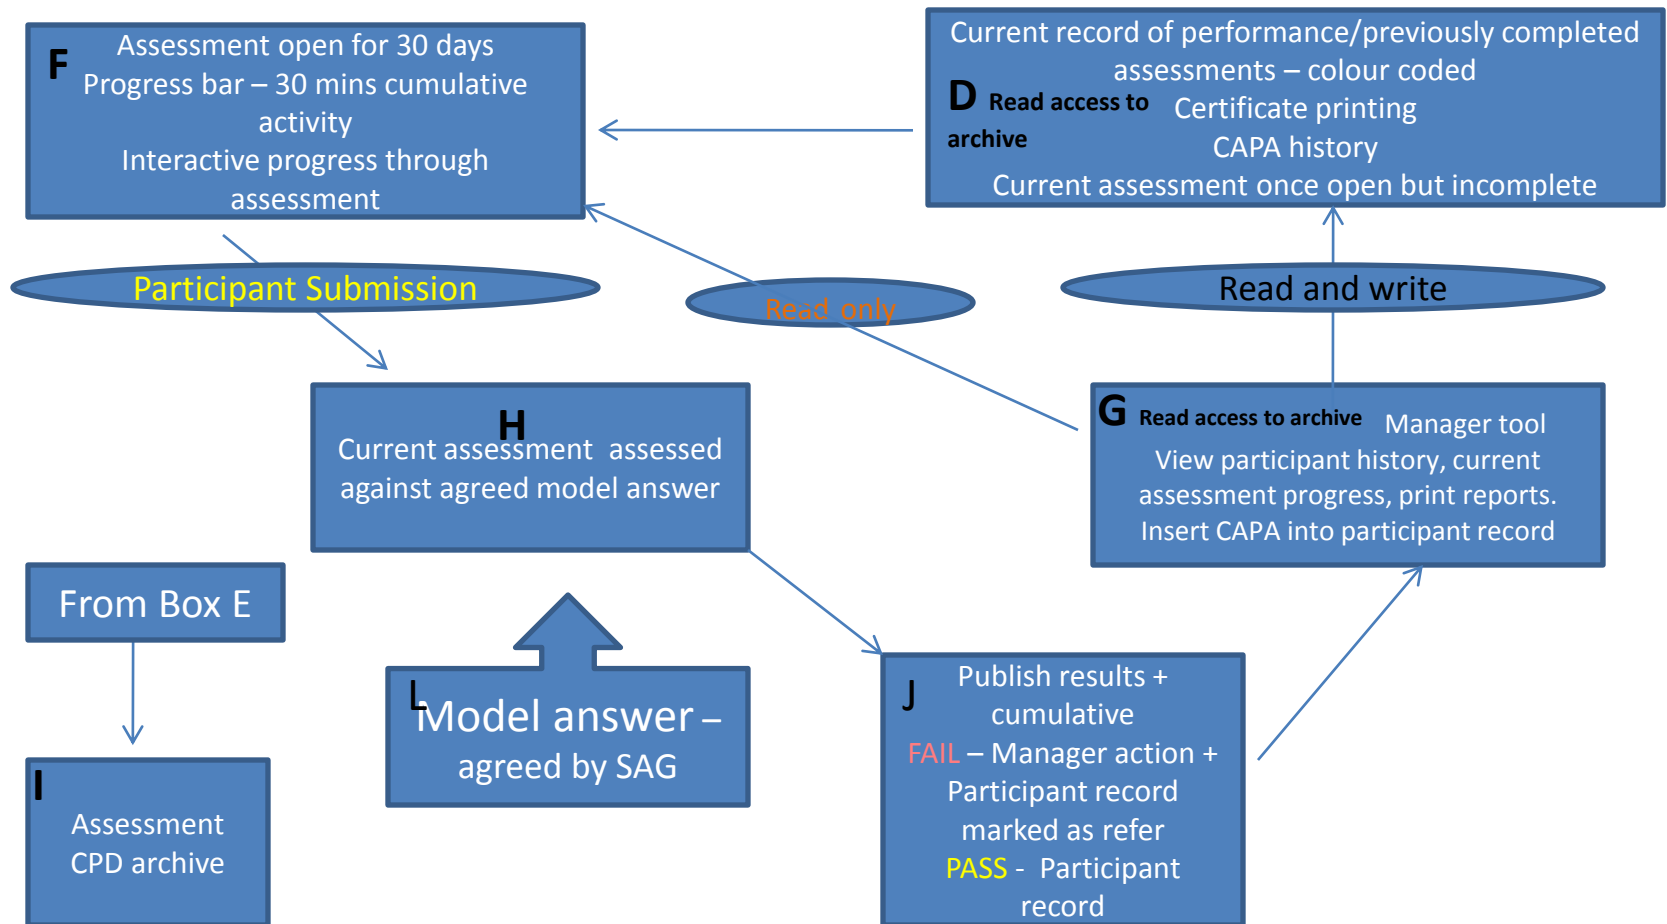 F
Assessment open for 30 days
Progress bar – 30 mins cumulative
activity
Interactive progress through
assessment
Current record of performance/previously completed
assessments – colour coded
D Read access to
archive
Certificate printing
CAPA history
Current assessment once open but incomplete
Participant Submission
Read only
Read and write
H
Current assessment assessed
against agreed model answer
G Read access to archive Manager tool
View participant history, current
assessment progress, print reports.
Insert CAPA into participant record
From Box E
L
Model answer –
agreed by SAG
J
Publish results +
cumulative
FAIL – Manager action +
Participant record
marked as refer
PASS - Participant
record
I
Assessment
CPD archive